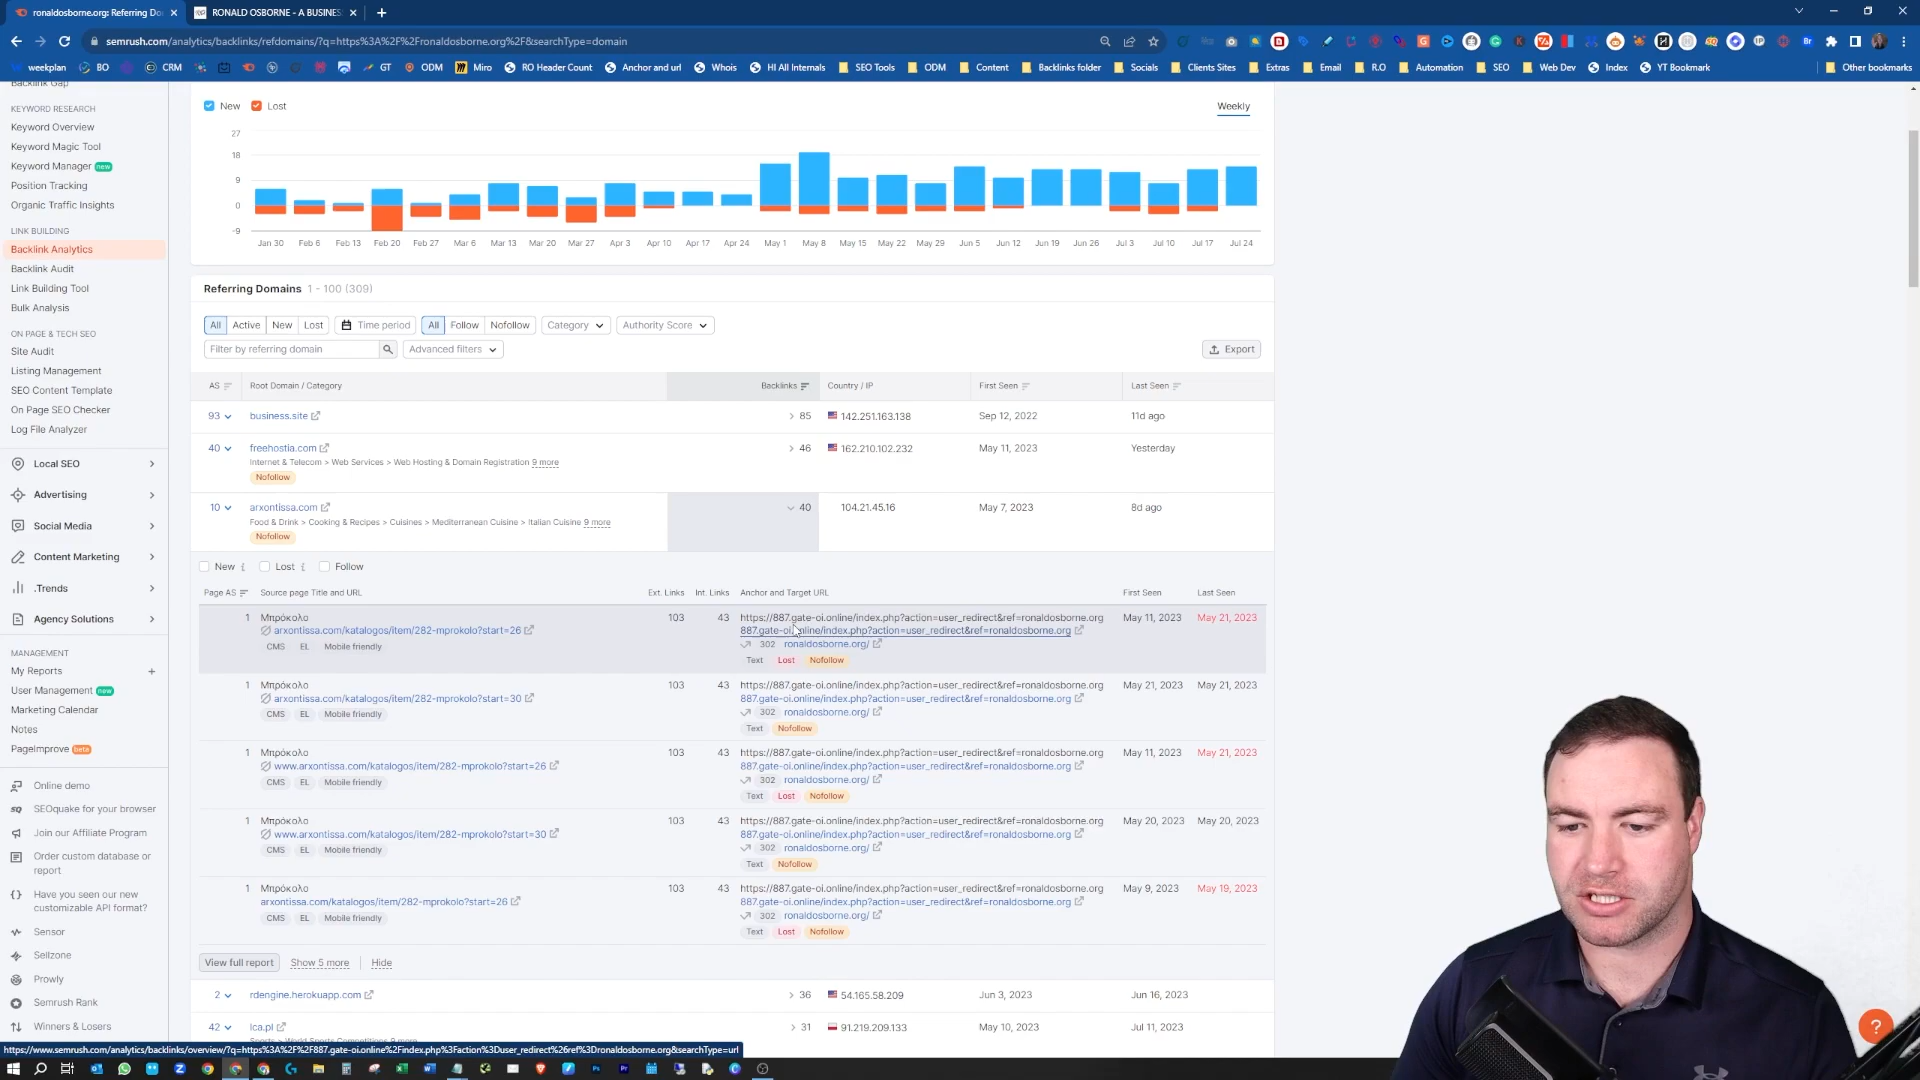 ronaldosborne.org: Referring Do
RONALD OSBORNE - A BUSINES
semrush.com/analytics/backlinks/refdomains/?q=https%3A%2F%2Fronaldosborne.org%2F&searchType=domain
weekplan
BO
CRM
GT
ODM
Miro
RO Header Count
Anchor and url
Whois
HI All Internals
SEO Tools
ODM
Content
Backlinks folder
Socials
Clients Sites
Extras
Email
R.O
Automation
SEO
Web Dev
Index
YT Bookmark
Other bookmarks
Backlink Gap
KEYWORD RESEARCH
Keyword Overview
Keyword Magic Tool
Keyword Manager new
Position Tracking
Organic Traffic Insights
LINK BUILDING
Backlink Analytics
Backlink Audit
Link Building Tool
Bulk Analysis
ON PAGE & TECH SEO
Site Audit
Listing Management
SEO Content Template
On Page SEO Checker
Log File Analyzer
Local SEO
Advertising
Social Media
Content Marketing
.Trends
Agency Solutions
MANAGEMENT
My Reports
User Management new
Marketing Calendar
Notes
PageImprove beta
Online demo
SEOquake for your browser
Join our Affiliate Program
Order custom database or
report
Have you seen our new
customizable API format?
Sensor
Sellzone
Prowly
Semrush Rank
Winners & Losers
New Lost
Weekly
27
18
9
0
-9
Jan 30 Feb 6 Feb 13 Feb 20 Feb 27 Mar 6 Mar 13 Mar 20 Mar 27 Apr 3 Apr 10 Apr 17 Apr 24 May 1 May 8 May 15 May 22 May 29 Jun 5 Jun 12 Jun 19 Jun 26 Jul 3 Jul 10 Jul 17 Jul 24
Referring Domains 1 - 100 (309)
All Active New Lost Time period All Follow Nofollow Category Authority Score
Filter by referring domain Advanced filters Export
AS Root Domain / Category Backlinks Country / IP First Seen Last Seen
93 business.site 85 142.251.163.138 Sep 12, 2022 11d ago
40 freehostia.com 46 162.210.102.232 May 11, 2023 Yesterday
Internet & Telecom > Web Services > Web Hosting & Domain Registration 9 more
Nofollow
10 arxontissa.com 40 104.21.45.16 May 7, 2023 8d ago
Food & Drink > Cooking & Recipes > Cuisines > Mediterranean Cuisine > Italian Cuisine 9 more
Nofollow
New Lost Follow
Page AS Source page Title and URL Ext. Links Int. Links Anchor and Target URL First Seen Last Seen
1 Μπρόκολο 103 43 https://887.gate-oi.online/index.php?action=user_redirect&ref=ronaldosborne.org May 11, 2023 May 21, 2023
arxontissa.com/katalogos/item/282-mprokolo?start=26 887.gate-oi.online/index.php?action=user_redirect&ref=ronaldosborne.org
302 ronaldosborne.org/
CMS EL Mobile friendly
Text Lost Nofollow
1 Μπρόκολο 103 43 https://887.gate-oi.online/index.php?action=user_redirect&ref=ronaldosborne.org May 21, 2023 May 21, 2023
arxontissa.com/katalogos/item/282-mprokolo?start=30 887.gate-oi.online/index.php?action=user_redirect&ref=ronaldosborne.org
CMS EL Mobile friendly 302 ronaldosborne.org/
Text Nofollow
1 Μπρόκολο 103 43 https://887.gate-oi.online/index.php?action=user_redirect&ref=ronaldosborne.org May 11, 2023 May 21, 2023
www.arxontissa.com/katalogos/item/282-mprokolo?start=26 887.gate-oi.online/index.php?action=user_redirect&ref=ronaldosborne.org
CMS EL Mobile friendly 302 ronaldosborne.org/
Text Lost Nofollow
1 Μπρόκολο 103 43 https://887.gate-oi.online/index.php?action=user_redirect&ref=ronaldosborne.org May 20, 2023 May 20, 2023
www.arxontissa.com/katalogos/item/282-mprokolo?start=30 887.gate-oi.online/index.php?action=user_redirect&ref=ronaldosborne.org
CMS EL Mobile friendly 302 ronaldosborne.org/
Text Nofollow
1 Μπρόκολο 103 43 https://887.gate-oi.online/index.php?action=user_redirect&ref=ronaldosborne.org May 9, 2023 May 19, 2023
arxontissa.com/katalogos/item/282-mprokolo?start=26 887.gate-oi.online/index.php?action=user_redirect&ref=ronaldosborne.org
CMS EL Mobile friendly 302 ronaldosborne.org/
Text Lost Nofollow
View full report Show 5 more Hide
2 rdengine.herokuapp.com 36 54.165.58.209 Jun 3, 2023 Jun 16, 2023
42 lca.pl 31 91.219.209.133 May 10, 2023 Jul 11, 2023
https://www.semrush.com/analytics/backlinks/overview/?q=https%3A%2F%2F887.gate-oi.online%2Findex.php%3Faction%3Duser_redirect%26ref%3Dronaldosborne.org&searchType=url